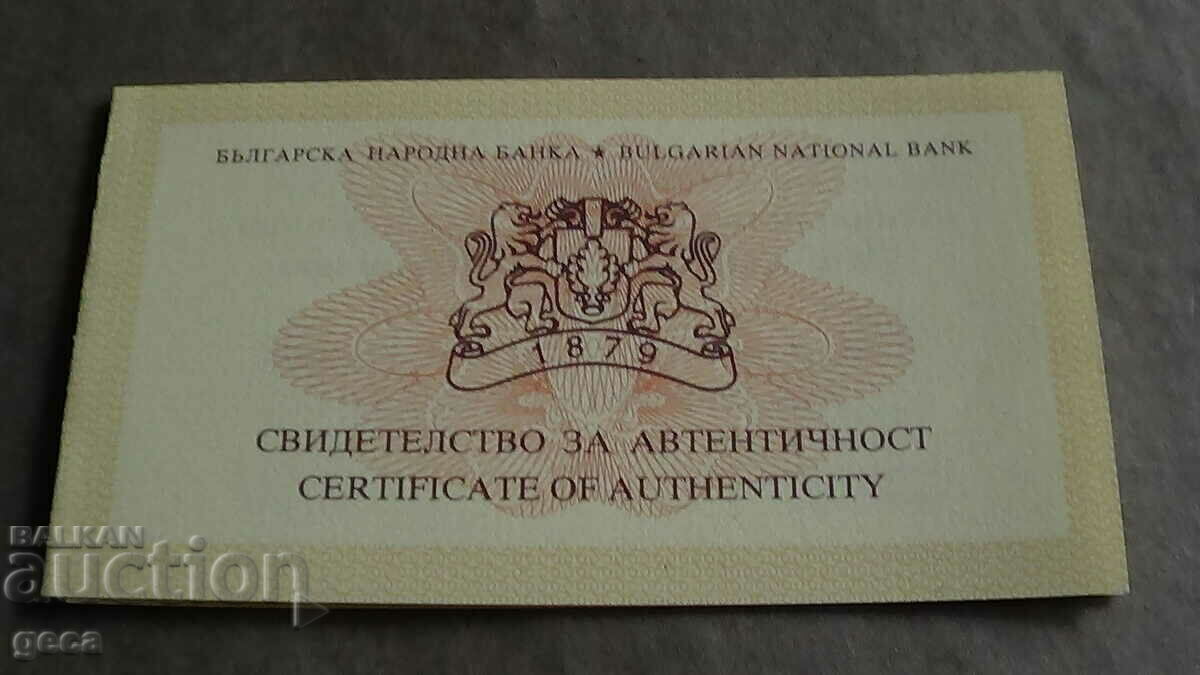 БЪЛГАРСКА НАРОДНА БАНКА ★ BULGARIAN NATIONAL BANK
1879
СВИДЕТЕЛСТВО ЗА АВТЕНТИЧНОСТ
CERTIFICATE OF AUTHENTICITY
BALKAN
auction
geca